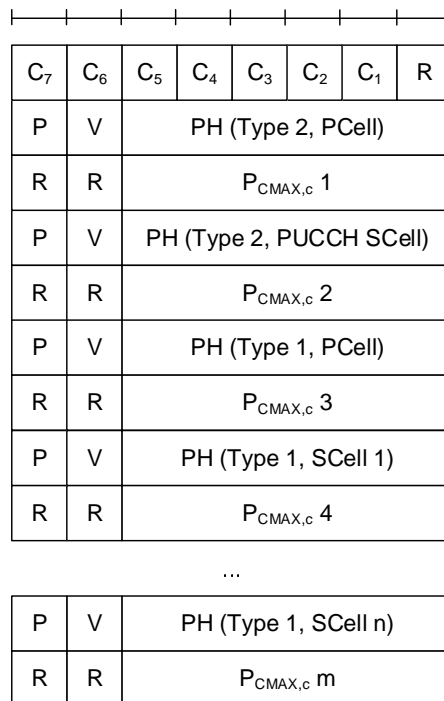 C7 C6 C5 C4 C3 C2 C1 R
P V PH (Type 2, PCell)
R R PCMAX,c 1
P V PH (Type 2, PUCCH SCell)
R R PCMAX,c 2
P V PH (Type 1, PCell)
R R PCMAX,c 3
P V PH (Type 1, SCell 1)
R R PCMAX,c 4
...
P V PH (Type 1, SCell n)
R R PCMAX,c m